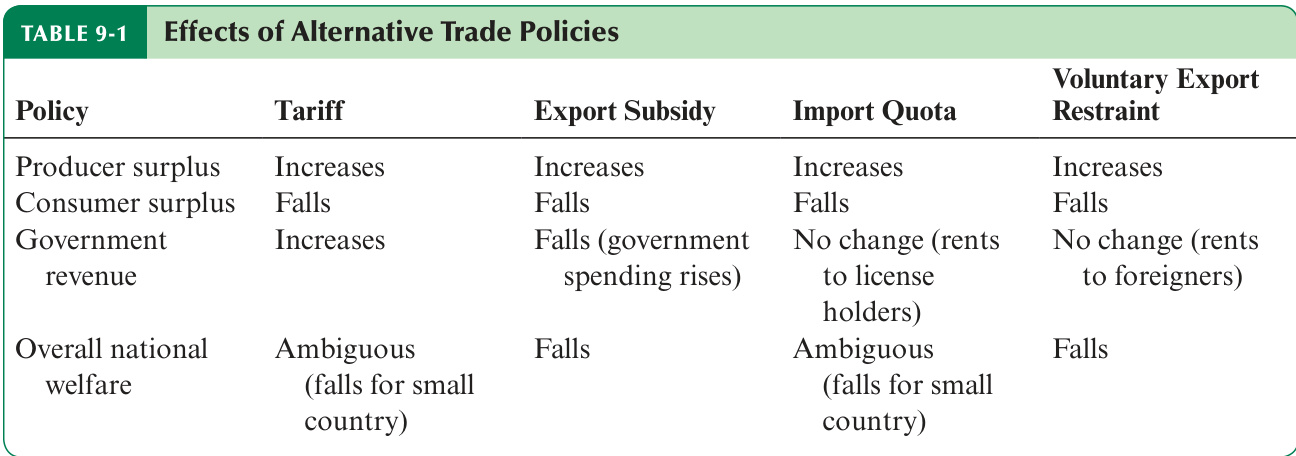 TABLE 9-1 Effects of Alternative Trade Policies
Policy Tariff Export Subsidy Import Quota Voluntary Export Restraint
Producer surplus Increases Increases Increases Increases
Consumer surplus Falls Falls Falls Falls
Government revenue Increases Falls (government spending rises) No change (rents to license holders) No change (rents to foreigners)
Overall national welfare Ambiguous (falls for small country) Falls Ambiguous (falls for small country) Falls